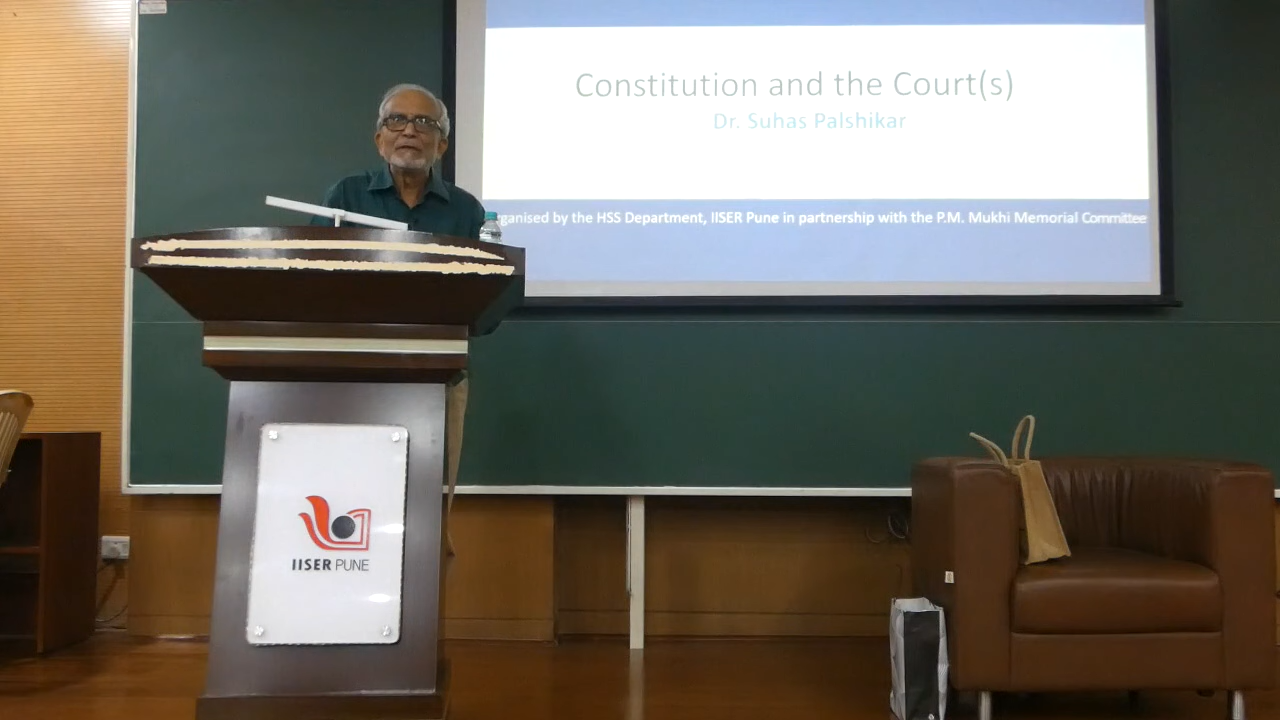 Constitution and the Court(s)
Dr. Suhas Palshikar
ganised by the HSS Department, IISER Pune in partnership with the P.M. Mukhi Memorial Committee
IISER PUNE